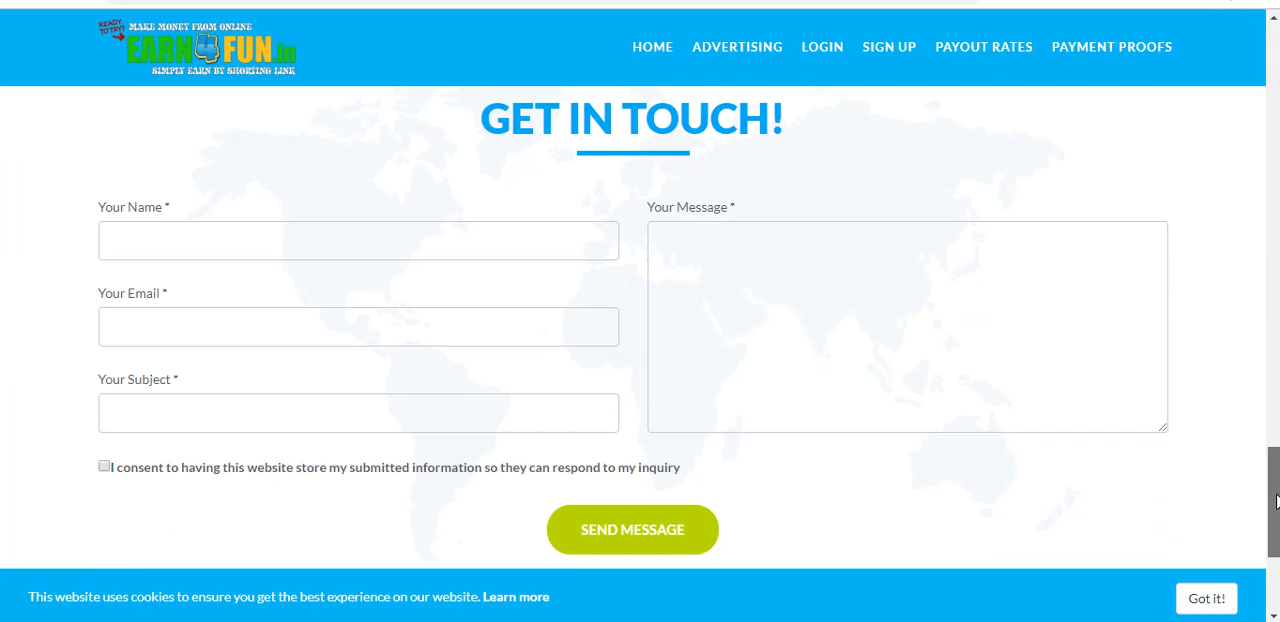 READY TO TRY?
MAKE MONEY FROM ONLINE
EARN4FUN.in
SIMPLY EARN BY SHORTING LINK
HOME ADVERTISING LOGIN SIGN UP PAYOUT RATES PAYMENT PROOFS
GET IN TOUCH!
Your Name *
Your Message *
Your Email *
Your Subject *
I consent to having this website store my submitted information so they can respond to my inquiry
SEND MESSAGE
This website uses cookies to ensure you get the best experience on our website. Learn more
Got it!